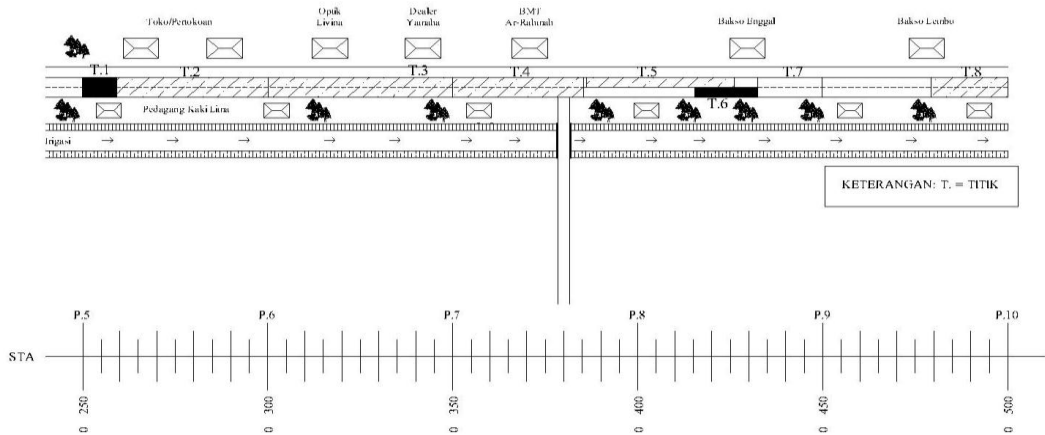 Toko/Pertokoan
Optik
Livina
Dealer
Yamaha
BMT
Ar-Rahmah
Bakso Enggal
Bakso Lembu
T.1
T.2
T.3
T.4
T.5
T.7
T.8
T.6
Pedagang Kaki Lima
Irigasi
KETERANGAN: T. = TITIK
P.5
P.6
P.7
P.8
P.9
P.10
STA
0 250
0 300
0 350
0 400
0 450
0 500